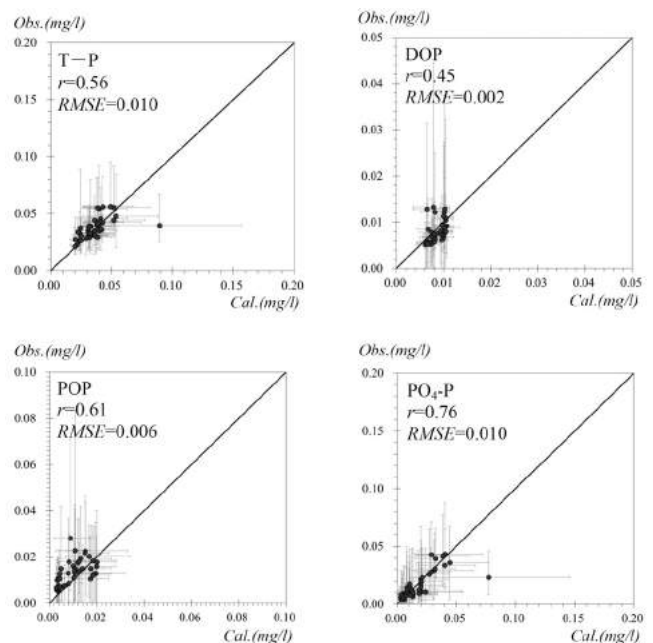 Obs.(mg/l)
0.20
T－P
r=0.56
RMSE=0.010
0.15
0.10
0.05
0.00
0.00 0.05 0.10 0.15 0.20
Cal.(mg/l)
Obs.(mg/l)
0.05
DOP
r=0.45
RMSE=0.002
0.04
0.03
0.02
0.01
0.00
0.00 0.01 0.02 0.03 0.04 0.05
Cal.(mg/l)
Obs.(mg/l)
0.10
POP
r=0.61
RMSE=0.006
0.08
0.06
0.04
0.02
0.00
0.00 0.02 0.04 0.06 0.08 0.10
Cal.(mg/l)
Obs.(mg/l)
0.20
PO₄-P
r=0.76
RMSE=0.010
0.15
0.10
0.05
0.00
0.00 0.05 0.10 0.15 0.20
Cal.(mg/l)